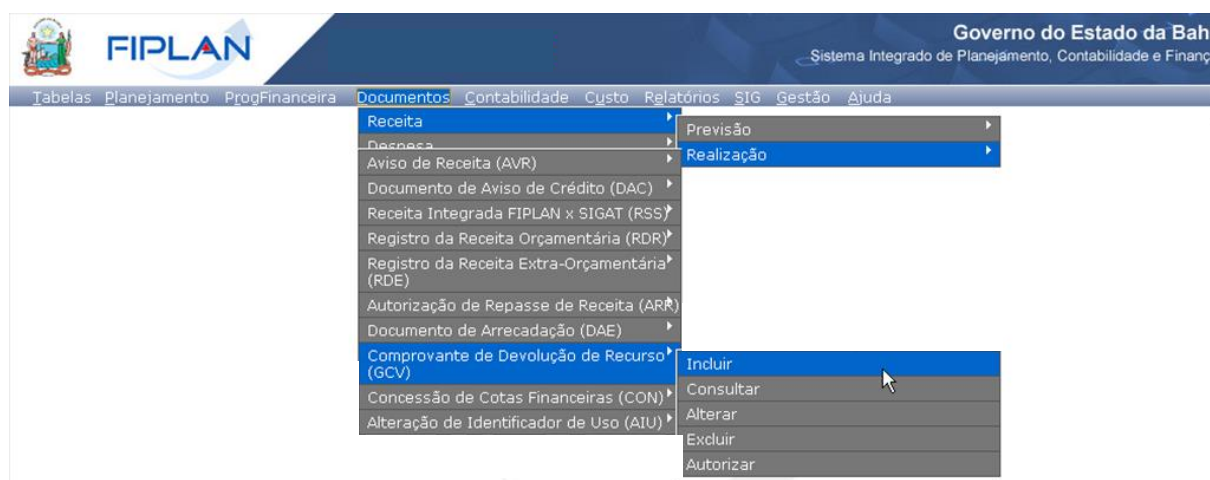 FIPLAN
Governo do Estado da Bah
Sistema Integrado de Planejamento, Contabilidade e Finanç
Tabelas Planejamento ProgFinanceira Documentos Contabilidade Custo Relatórios SIG Gestão Ajuda
Receita
Despesa
Previsão
Realização
Aviso de Receita (AVR)
Documento de Aviso de Crédito (DAC)
Receita Integrada FIPLAN x SIGAT (RSS)
Registro da Receita Orçamentária (RDR)
Registro da Receita Extra-Orçamentária
(RDE)
Autorização de Repasse de Receita (ARR)
Documento de Arrecadação (DAE)
Comprovante de Devolução de Recurso
(GCV)
Concessão de Cotas Financeiras (CON)
Alteração de Identificador de Uso (AIU)
Incluir
Consultar
Alterar
Excluir
Autorizar